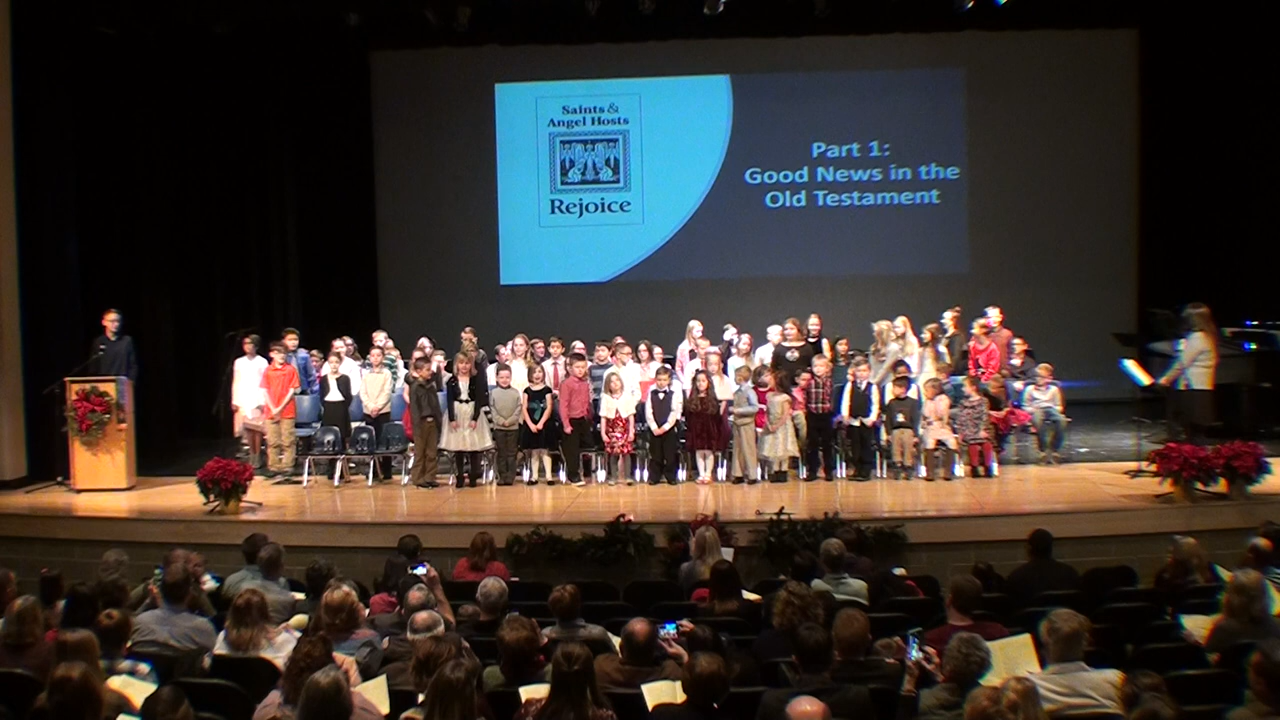 Saints &
Angel Hosts
Rejoice
Part 1:
Good News in the
Old Testament